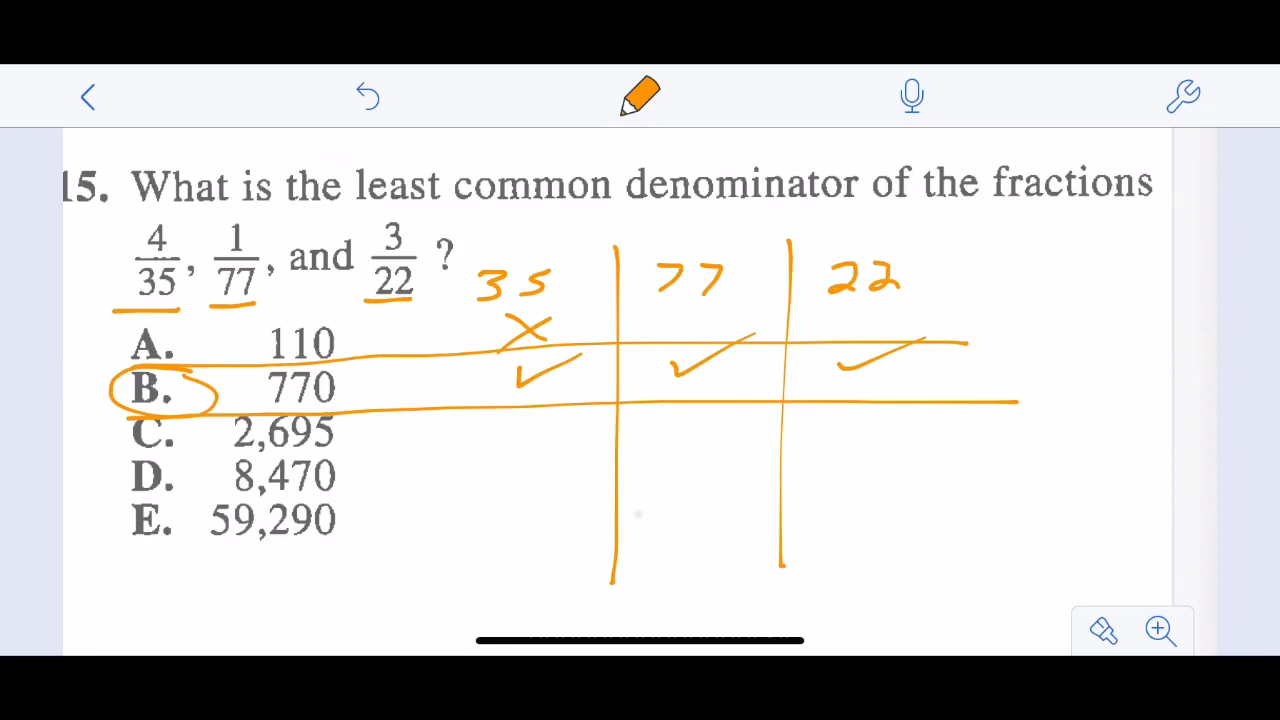 15. What is the least common denominator of the fractions
4/35, 1/77, and 3/22 ?
35 77 22
A. 110
B. 770
C. 2,695
D. 8,470
E. 59,290